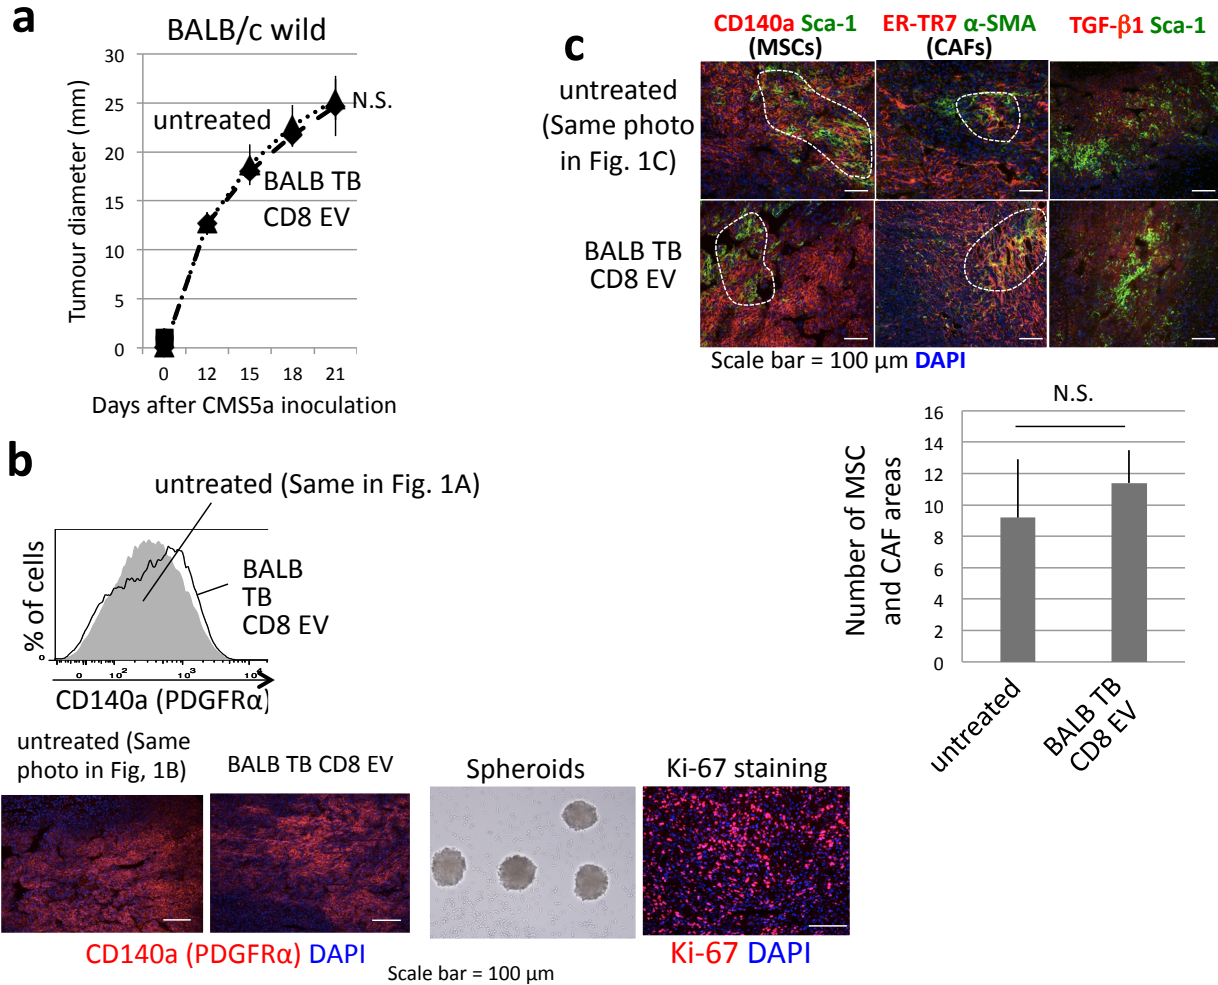 a
BALB/c wild
Tumour diameter (mm)
30
25
20
15
10
5
0
untreated
N.S.
BALB TB
CD8 EV
0 12 15 18 21
Days after CMS5a inoculation
b
untreated (Same in Fig. 1A)
% of cells
BALB
TB
CD8 EV
0
0 10² 10³ 10⁴
CD140a (PDGFRα)
untreated (Same
photo in Fig, 1B)
BALB TB CD8 EV
CD140a (PDGFRα) DAPI
Spheroids
Ki-67 staining
Ki-67 DAPI
Scale bar = 100 μm
c
CD140a Sca-1
(MSCs)
ER-TR7 α-SMA
(CAFs)
TGF-β1 Sca-1
untreated
(Same photo
in Fig. 1C)
BALB TB
CD8 EV
Scale bar = 100 μm DAPI
N.S.
Number of MSC
and CAF areas
16
14
12
10
8
6
4
2
0
untreated
BALB TB
CD8 EV